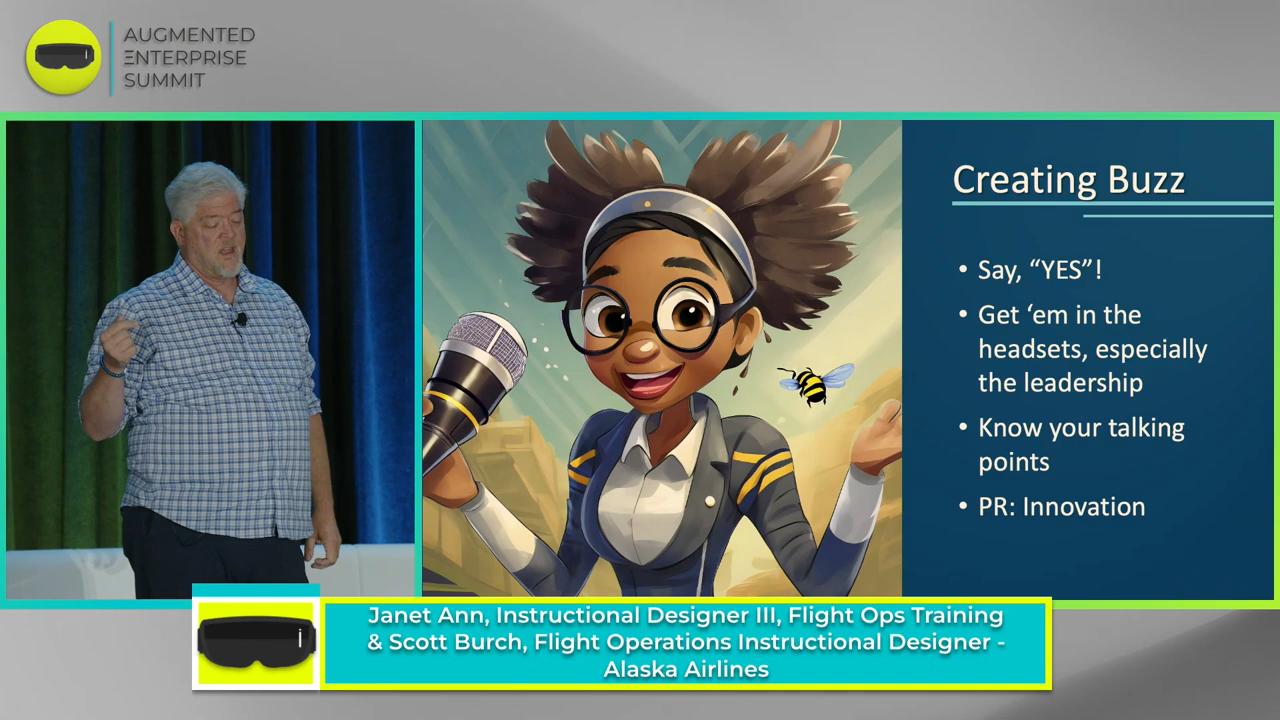 AUGMENTED
ENTERPRISE
SUMMIT
Creating Buzz
• Say, “YES”!
• Get ‘em in the
headsets, especially
the leadership
• Know your talking
points
• PR: Innovation
Janet Ann, Instructional Designer III, Flight Ops Training
& Scott Burch, Flight Operations Instructional Designer -
Alaska Airlines